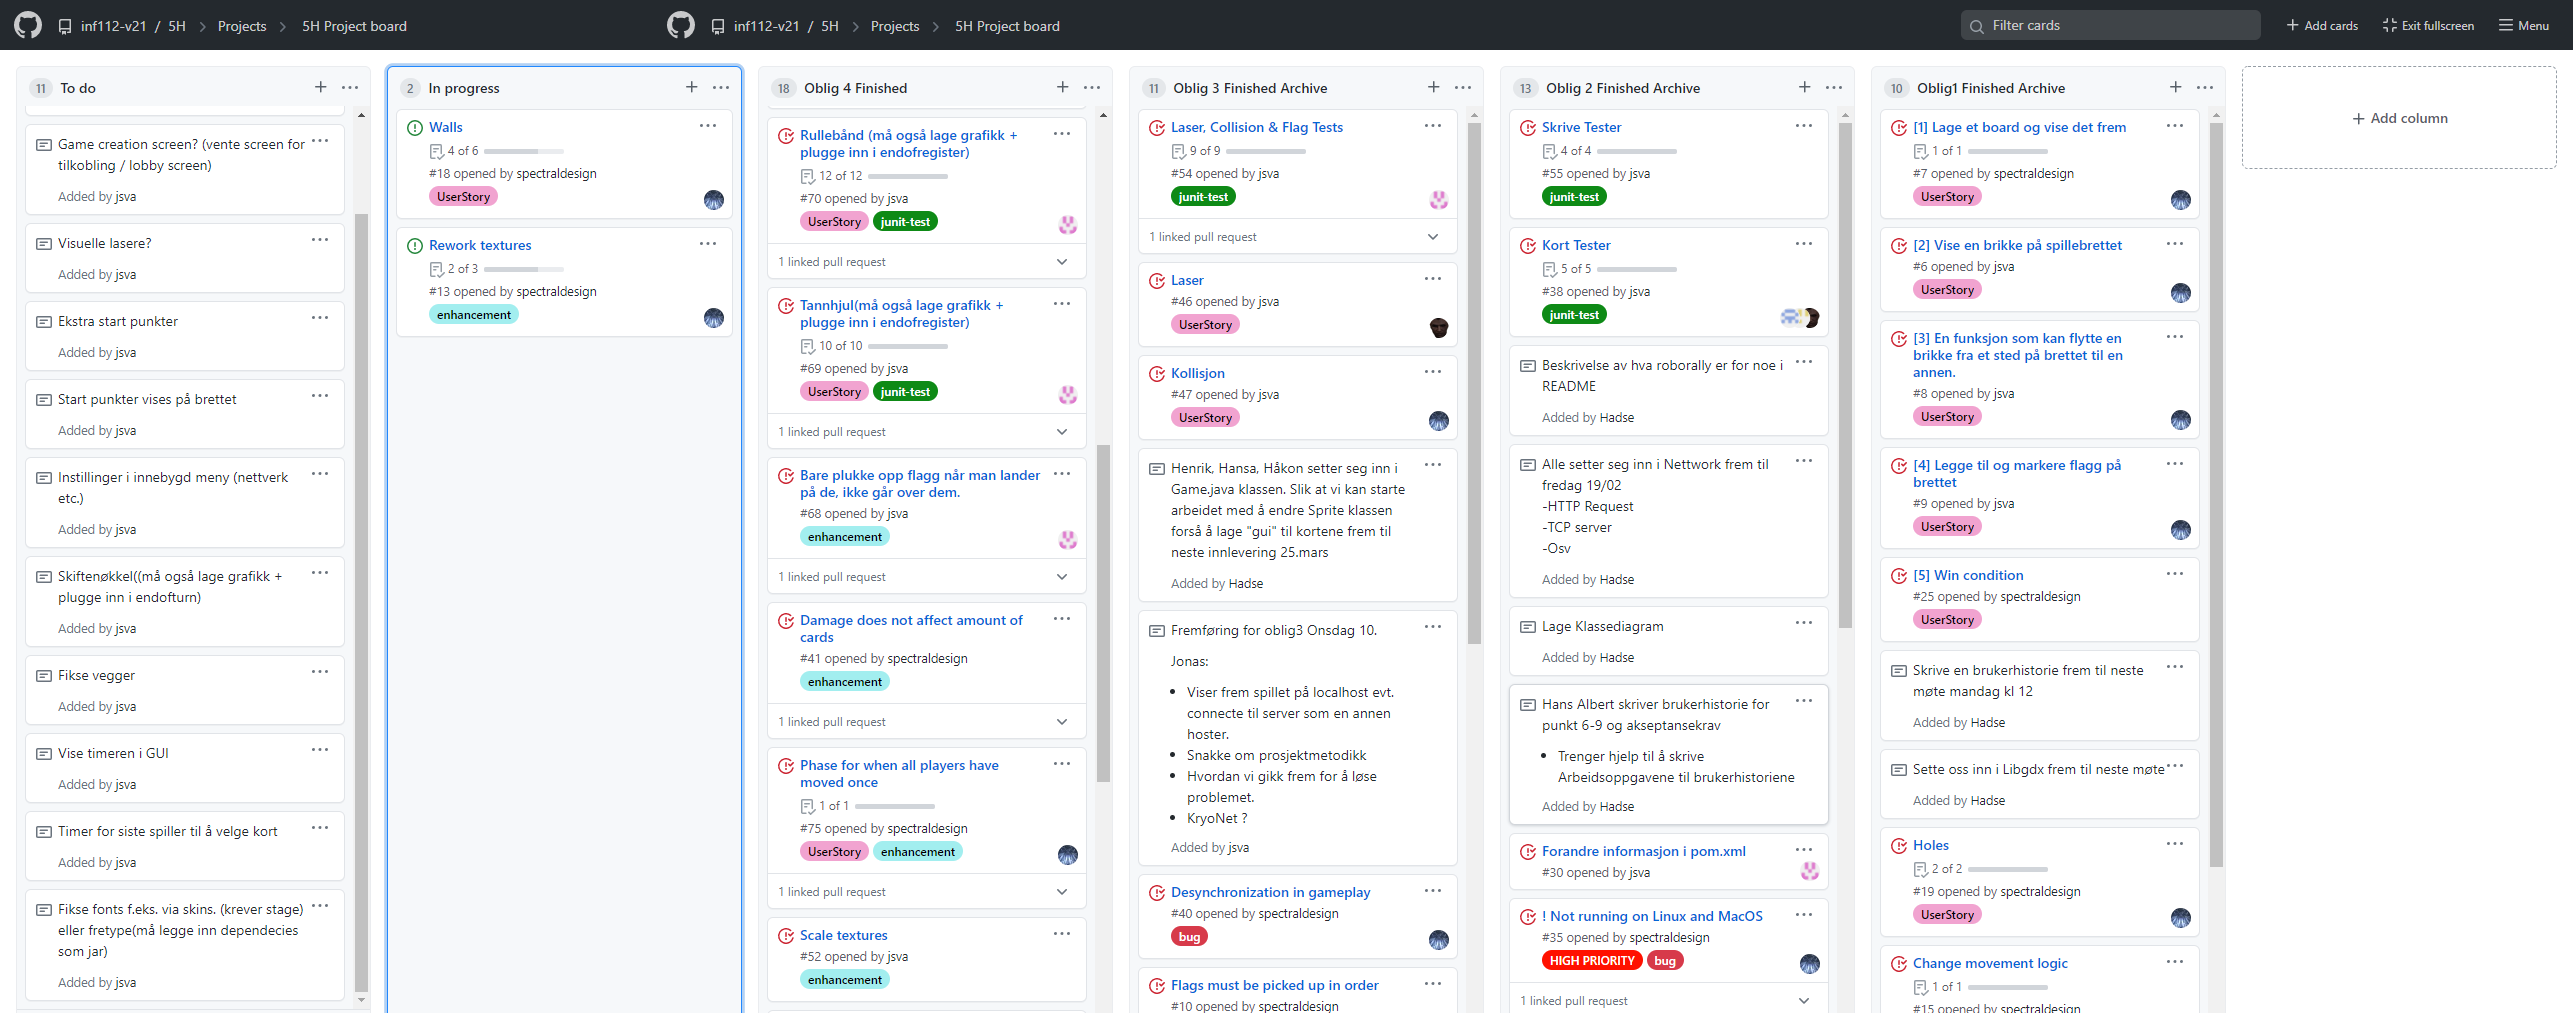 inf112-v21 / 5H > Projects > 5H Project board
inf112-v21 / 5H > Projects > 5H Project board
Filter cards
+ Add cards
Exit fullscreen
Menu
11 To do
Game creation screen? (vente screen for
tilkobling / lobby screen)
Added by jsva
Visuelle lasere?
Added by jsva
Ekstra start punkter
Added by jsva
Start punkter vises på brettet
Added by jsva
Instillinger i innebygd meny (nettverk
etc.)
Added by jsva
Skiftenøkkel((må også lage grafikk +
plugge inn i endofturn)
Added by jsva
Fikse vegger
Added by jsva
Vise timeren i GUI
Added by jsva
Timer for siste spiller til å velge kort
Added by jsva
Fikse fonts f.eks. via skins. (krever stage)
eller fretype(må legge inn dependecies
som jar)
Added by jsva
2 In progress
Walls
4 of 6
#18 opened by spectraldesign
UserStory
Rework textures
2 of 3
#13 opened by spectraldesign
enhancement
18 Oblig 4 Finished
Rullebånd (må også lage grafikk +
plugge inn i endofregister)
12 of 12
#70 opened by jsva
UserStory junit-test
1 linked pull request
Tannhjul(må også lage grafikk +
plugge inn i endofregister)
10 of 10
#69 opened by jsva
UserStory junit-test
1 linked pull request
Bare plukke opp flagg når man lander
på de, ikke går over dem.
#68 opened by jsva
enhancement
1 linked pull request
Damage does not affect amount of
cards
#41 opened by spectraldesign
enhancement
1 linked pull request
Phase for when all players have
moved once
1 of 1
#75 opened by spectraldesign
UserStory enhancement
1 linked pull request
Scale textures
#52 opened by jsva
enhancement
11 Oblig 3 Finished Archive
Laser, Collision & Flag Tests
9 of 9
#54 opened by jsva
junit-test
1 linked pull request
Laser
#46 opened by jsva
UserStory
Kollisjon
#47 opened by jsva
UserStory
Henrik, Hansa, Håkon setter seg inn i
Game.java klassen. Slik at vi kan starte
arbeidet med å endre Sprite klassen
forså å lage "gui" til kortene frem til
neste innlevering 25.mars
Added by Hadse
Fremføring for oblig3 Onsdag 10.
Jonas:
• Viser frem spillet på localhost evt.
connecte til server som en annen
hoster.
• Snakke om prosjektmetodikk
• Hvordan vi gikk frem for å løse
problemet.
• KryoNet ?
Added by jsva
Desynchronization in gameplay
#40 opened by spectraldesign
bug
Flags must be picked up in order
#10 opened by spectraldesign
13 Oblig 2 Finished Archive
Skrive Tester
4 of 4
#55 opened by jsva
junit-test
Kort Tester
5 of 5
#38 opened by jsva
junit-test
Beskrivelse av hva roborally er for noe i
README
Added by Hadse
Alle setter seg inn i Nettwork frem til
fredag 19/02
-HTTP Request
-TCP server
-Osv
Added by Hadse
Lage Klassediagram
Added by Hadse
Hans Albert skriver brukerhistorie for
punkt 6-9 og akseptansekrav
• Trenger hjelp til å skrive
Arbeidsoppgavene til brukerhistoriene
Added by Hadse
Forandre informasjon i pom.xml
#30 opened by jsva
! Not running on Linux and MacOS
#35 opened by spectraldesign
HIGH PRIORITY bug
1 linked pull request
10 Oblig1 Finished Archive
[1] Lage et board og vise det frem
1 of 1
#7 opened by spectraldesign
UserStory
[2] Vise en brikke på spillebrettet
#6 opened by jsva
UserStory
[3] En funksjon som kan flytte en
brikke fra et sted på brettet til en
annen.
#8 opened by jsva
UserStory
[4] Legge til og markere flagg på
brettet
#9 opened by jsva
UserStory
[5] Win condition
#25 opened by spectraldesign
UserStory
Skrive en brukerhistorie frem til neste
møte mandag kl 12
Added by Hadse
Sette oss inn i Libgdx frem til neste møte
Added by Hadse
Holes
2 of 2
#19 opened by spectraldesign
UserStory
Change movement logic
1 of 1
#15 opened by spectraldesign
+ Add column